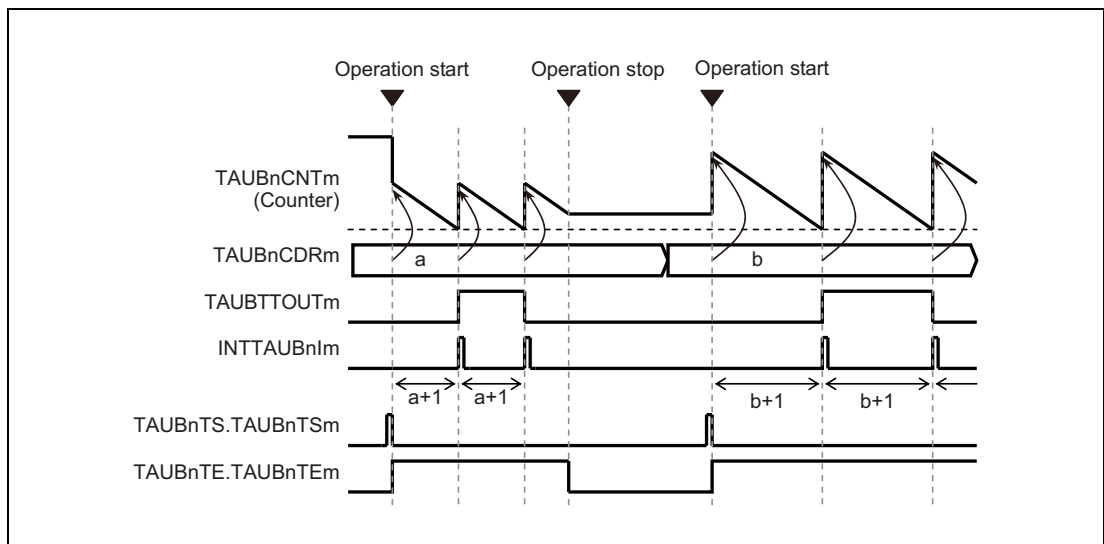 Operation start Operation stop Operation start
TAUBnCNTm
(Counter)
TAUBnCDRm a b
TAUBTTOUTm
INTTAUBnIm
a+1 a+1 b+1 b+1
TAUBnTS.TAUBnTSm
TAUBnTE.TAUBnTEm